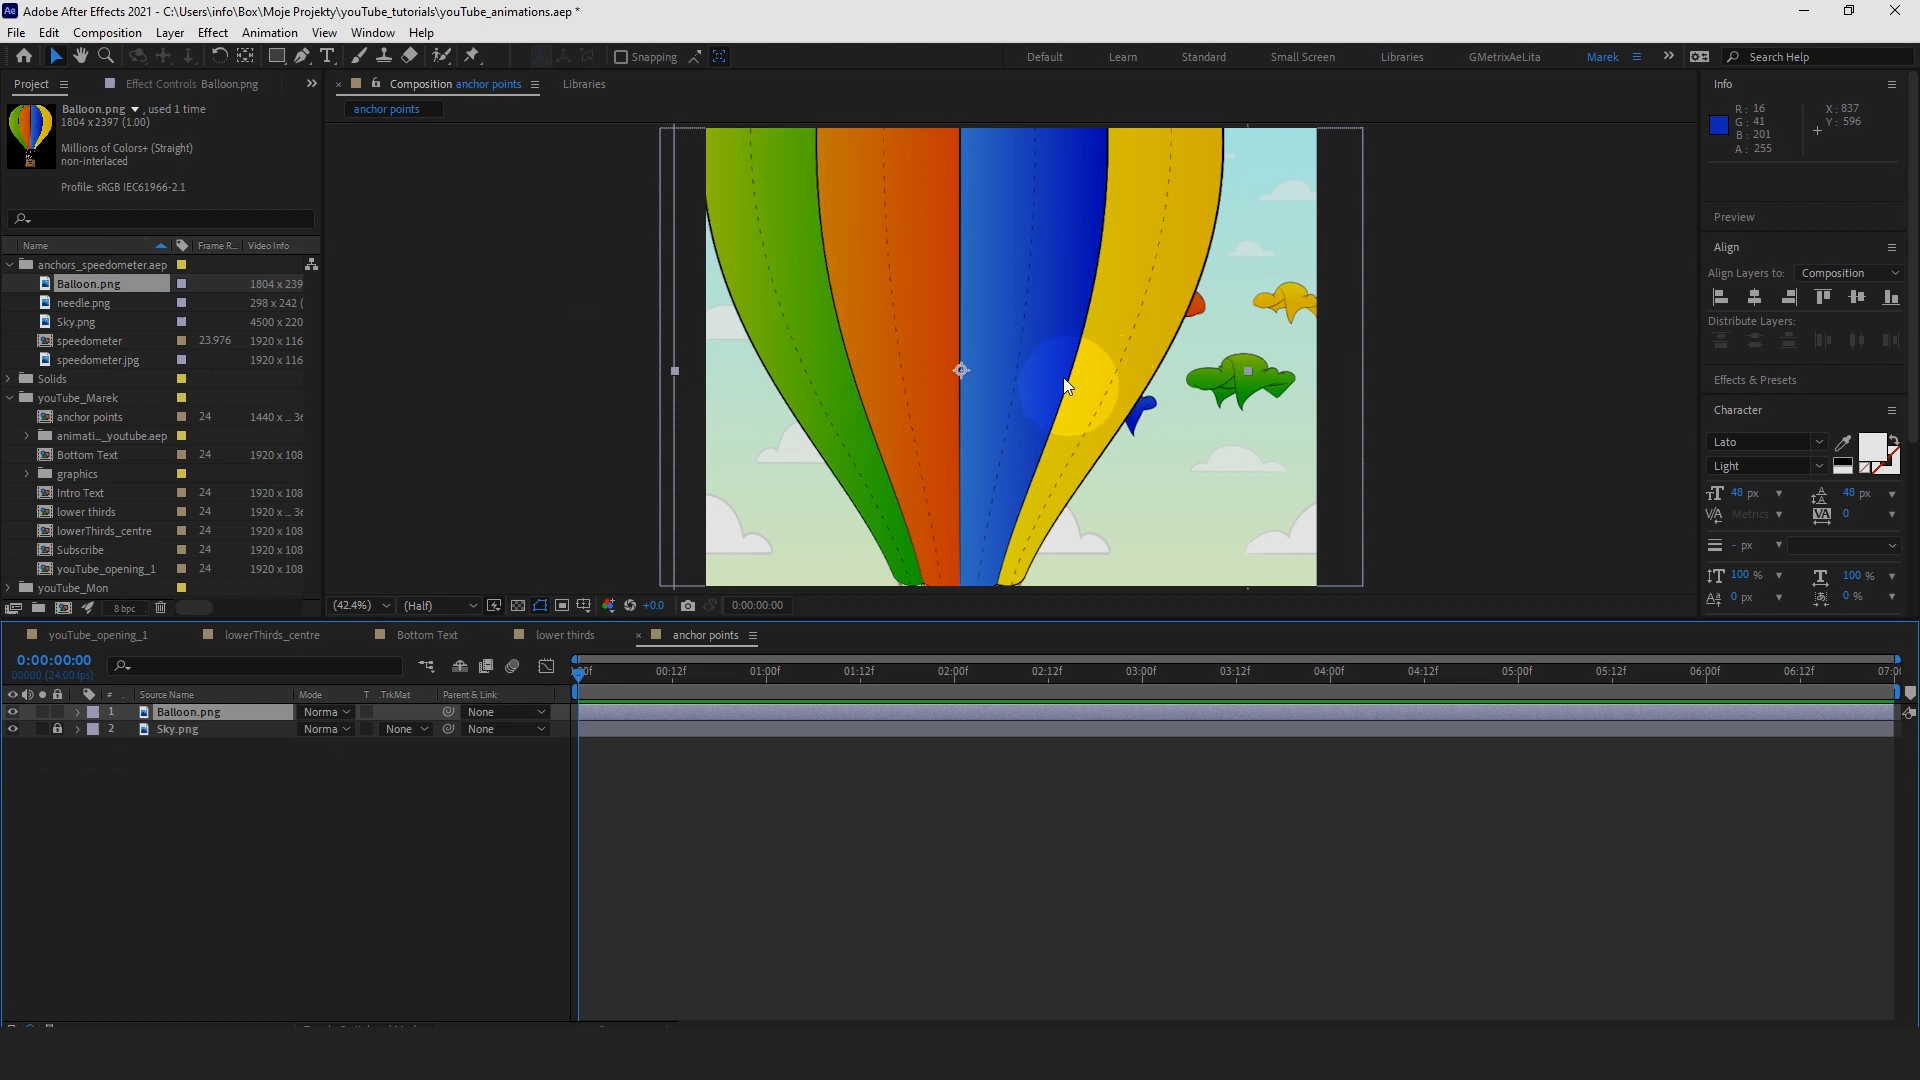 Adobe After Effects 2021 - C:\Users\info\Box\Moje Projekty\youTube_tutorials\youTube_animations.aep *
File Edit Composition Layer Effect Animation View Window Help
Snapping Default Learn Standard Small Screen Libraries GMetrixAeLita Marek Search Help
Project Effect Controls Balloon.png Composition anchor points Libraries
anchor points
Balloon.png , used 1 time
1804 x 2397 (1.00)
Millions of Colors+ (Straight)
non-interlaced
Profile: sRGB IEC61966-2.1
Name Frame R... Video Info
anchors_speedometer.aep
Balloon.png 1804 x 239
needle.png 298 x 242 (
Sky.png 4500 x 220
speedometer 23.976 1920 x 116
speedometer.jpg 1920 x 116
Solids
youTube_Marek
anchor points 24 1440 x ... 36
animati..._youtube.aep
Bottom Text 24 1920 x 108
graphics
Intro Text 24 1920 x 108
lower thirds 24 1920 x ... 36
lowerThirds_centre 24 1920 x 108
Subscribe 24 1920 x 108
youTube_opening_1 24 1920 x 108
youTube_Mon
8 bpc
(42.4%) (Half) +0.0 0:00:00:00
Info
R: 16 X: 837
G: 41 Y: 596
B: 201
A: 255
Preview
Align
Align Layers to: Composition
Distribute Layers:
Effects & Presets
Character
Lato
Light
48 px 48 px
Metrics 0
- px
100 % 100 %
0 px 0 %
youTube_opening_1 lowerThirds_centre Bottom Text lower thirds anchor points
0:00:00:00
00000 (24.00 fps)
00:12f 01:00f 01:12f 02:00f 02:12f 03:00f 03:12f 04:00f 04:12f 05:00f 05:12f 06:00f 06:12f
# Source Name Mode T .TrkMat Parent & Link
1 Balloon.png Norma None
2 Sky.png Norma None None